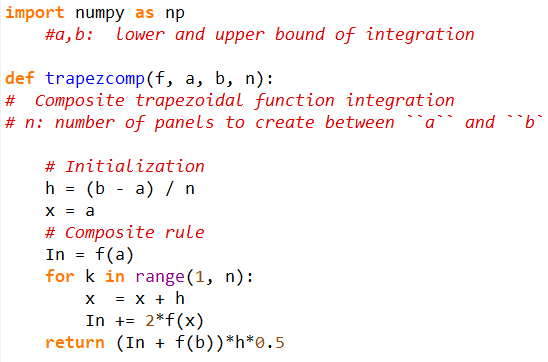 import numpy as np
    #a,b:  lower and upper bound of integration

def trapezcomp(f, a, b, n):
#  Composite trapezoidal function integration
# n: number of panels to create between ``a`` and ``b`

    # Initialization
    h = (b - a) / n
    x = a
    # Composite rule
    In = f(a)
    for k in range(1, n):
        x  = x + h
        In += 2*f(x)
    return (In + f(b))*h*0.5